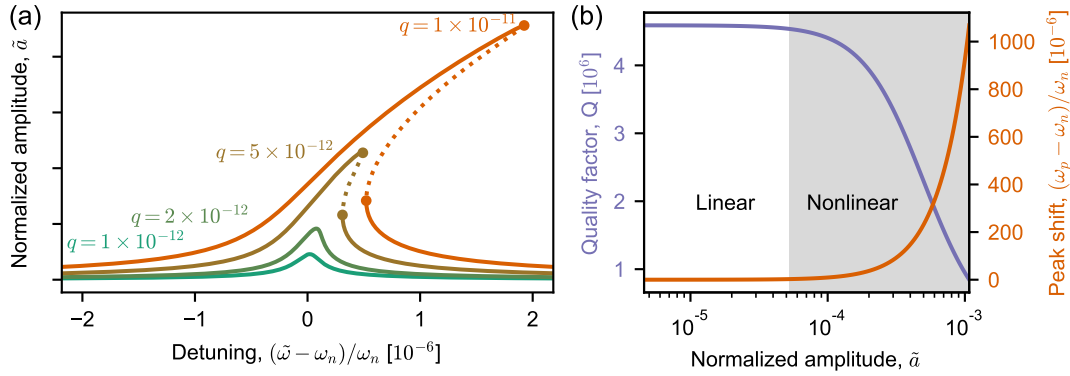 (a)
Normalized amplitude, ã
q = 1 × 10⁻¹¹
q = 5 × 10⁻¹²
q = 2 × 10⁻¹²
q = 1 × 10⁻¹²
−2 −1 0 1 2
Detuning, (ω̃ − ωₙ)/ωₙ [10⁻⁶]
(b)
Quality factor, Q [10⁶]
4
3
2
1
Linear
Nonlinear
1000
800
600
400
200
0
Peak shift, (ωₚ − ωₙ)/ωₙ [10⁻⁶]
10⁻⁵ 10⁻⁴ 10⁻³
Normalized amplitude, ã